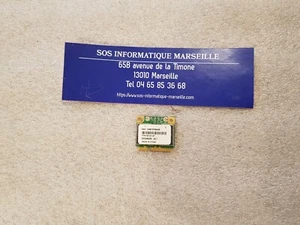 SOS INFORMATIQUE MARSEILLE
658 avenue de la Timone
13010 Marseille
Tel 04 65 85 36 68
https://www.sos-informatique-marseille.com/